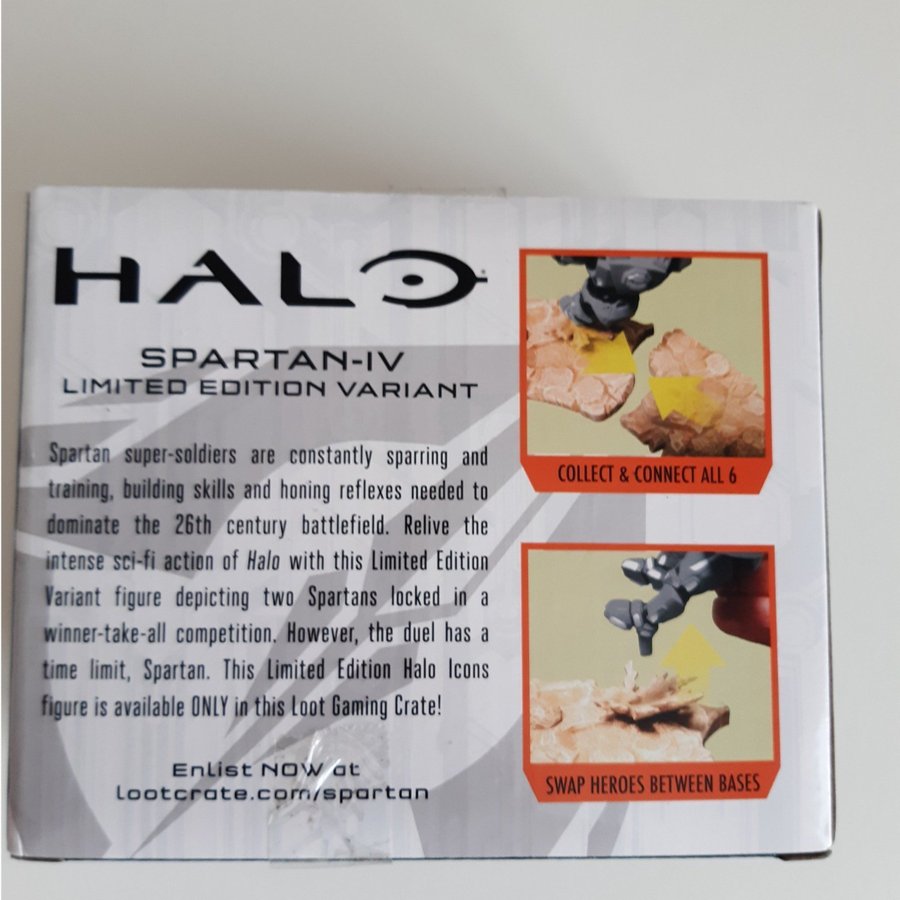 HALO
SPARTAN-IV
LIMITED EDITION VARIANT
Spartan super-soldiers are constantly sparring and
training, building skills and honing reflexes needed to
dominate the 26th century battlefield. Relive the
intense sci-fi action of Halo with this Limited Edition
Variant figure depicting two Spartans locked in a
winner-take-all competition. However, the duel has a
time limit, Spartan. This Limited Edition Halo Icons
figure is available ONLY in this Loot Gaming Crate!
Enlist NOW at
lootcrate.com/spartan
COLLECT & CONNECT ALL 6
SWAP HEROES BETWEEN BASES